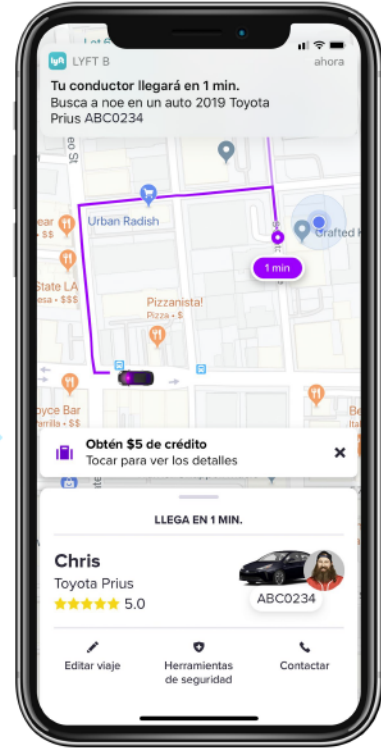 LYFT B
ahora
Tu conductor llegará en 1 min.
Busca a noe en un auto 2019 Toyota
Prius ABC0234
Urban Radish
$$
Crafted
1 min
State LA
$$$
Pizzanista!
Pizza • $
Bar
$$
Obtén $5 de crédito
Tocar para ver los detalles
LLEGA EN 1 MIN.
Chris
Toyota Prius
5.0
ABC0234
Editar viaje
Herramientas
de seguridad
Contactar